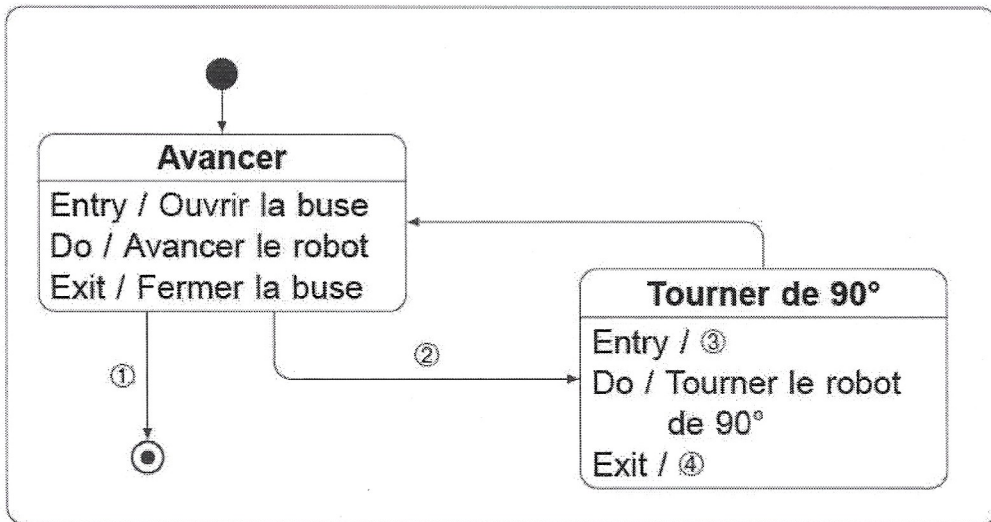 Avancer
Entry / Ouvrir la buse
Do / Avancer le robot
Exit / Fermer la buse
Tourner de 90°
Entry / ③
Do / Tourner le robot
de 90°
Exit / ④
①
②